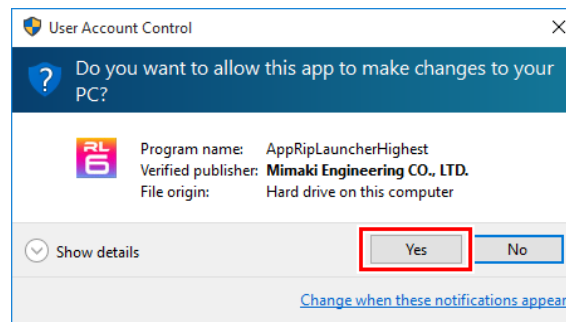 User Account Control
Do you want to allow this app to make changes to your
PC?
RL
6
Program name: AppRipLauncherHighest
Verified publisher: Mimaki Engineering CO., LTD.
File origin: Hard drive on this computer
Show details
Yes
No
Change when these notifications appear